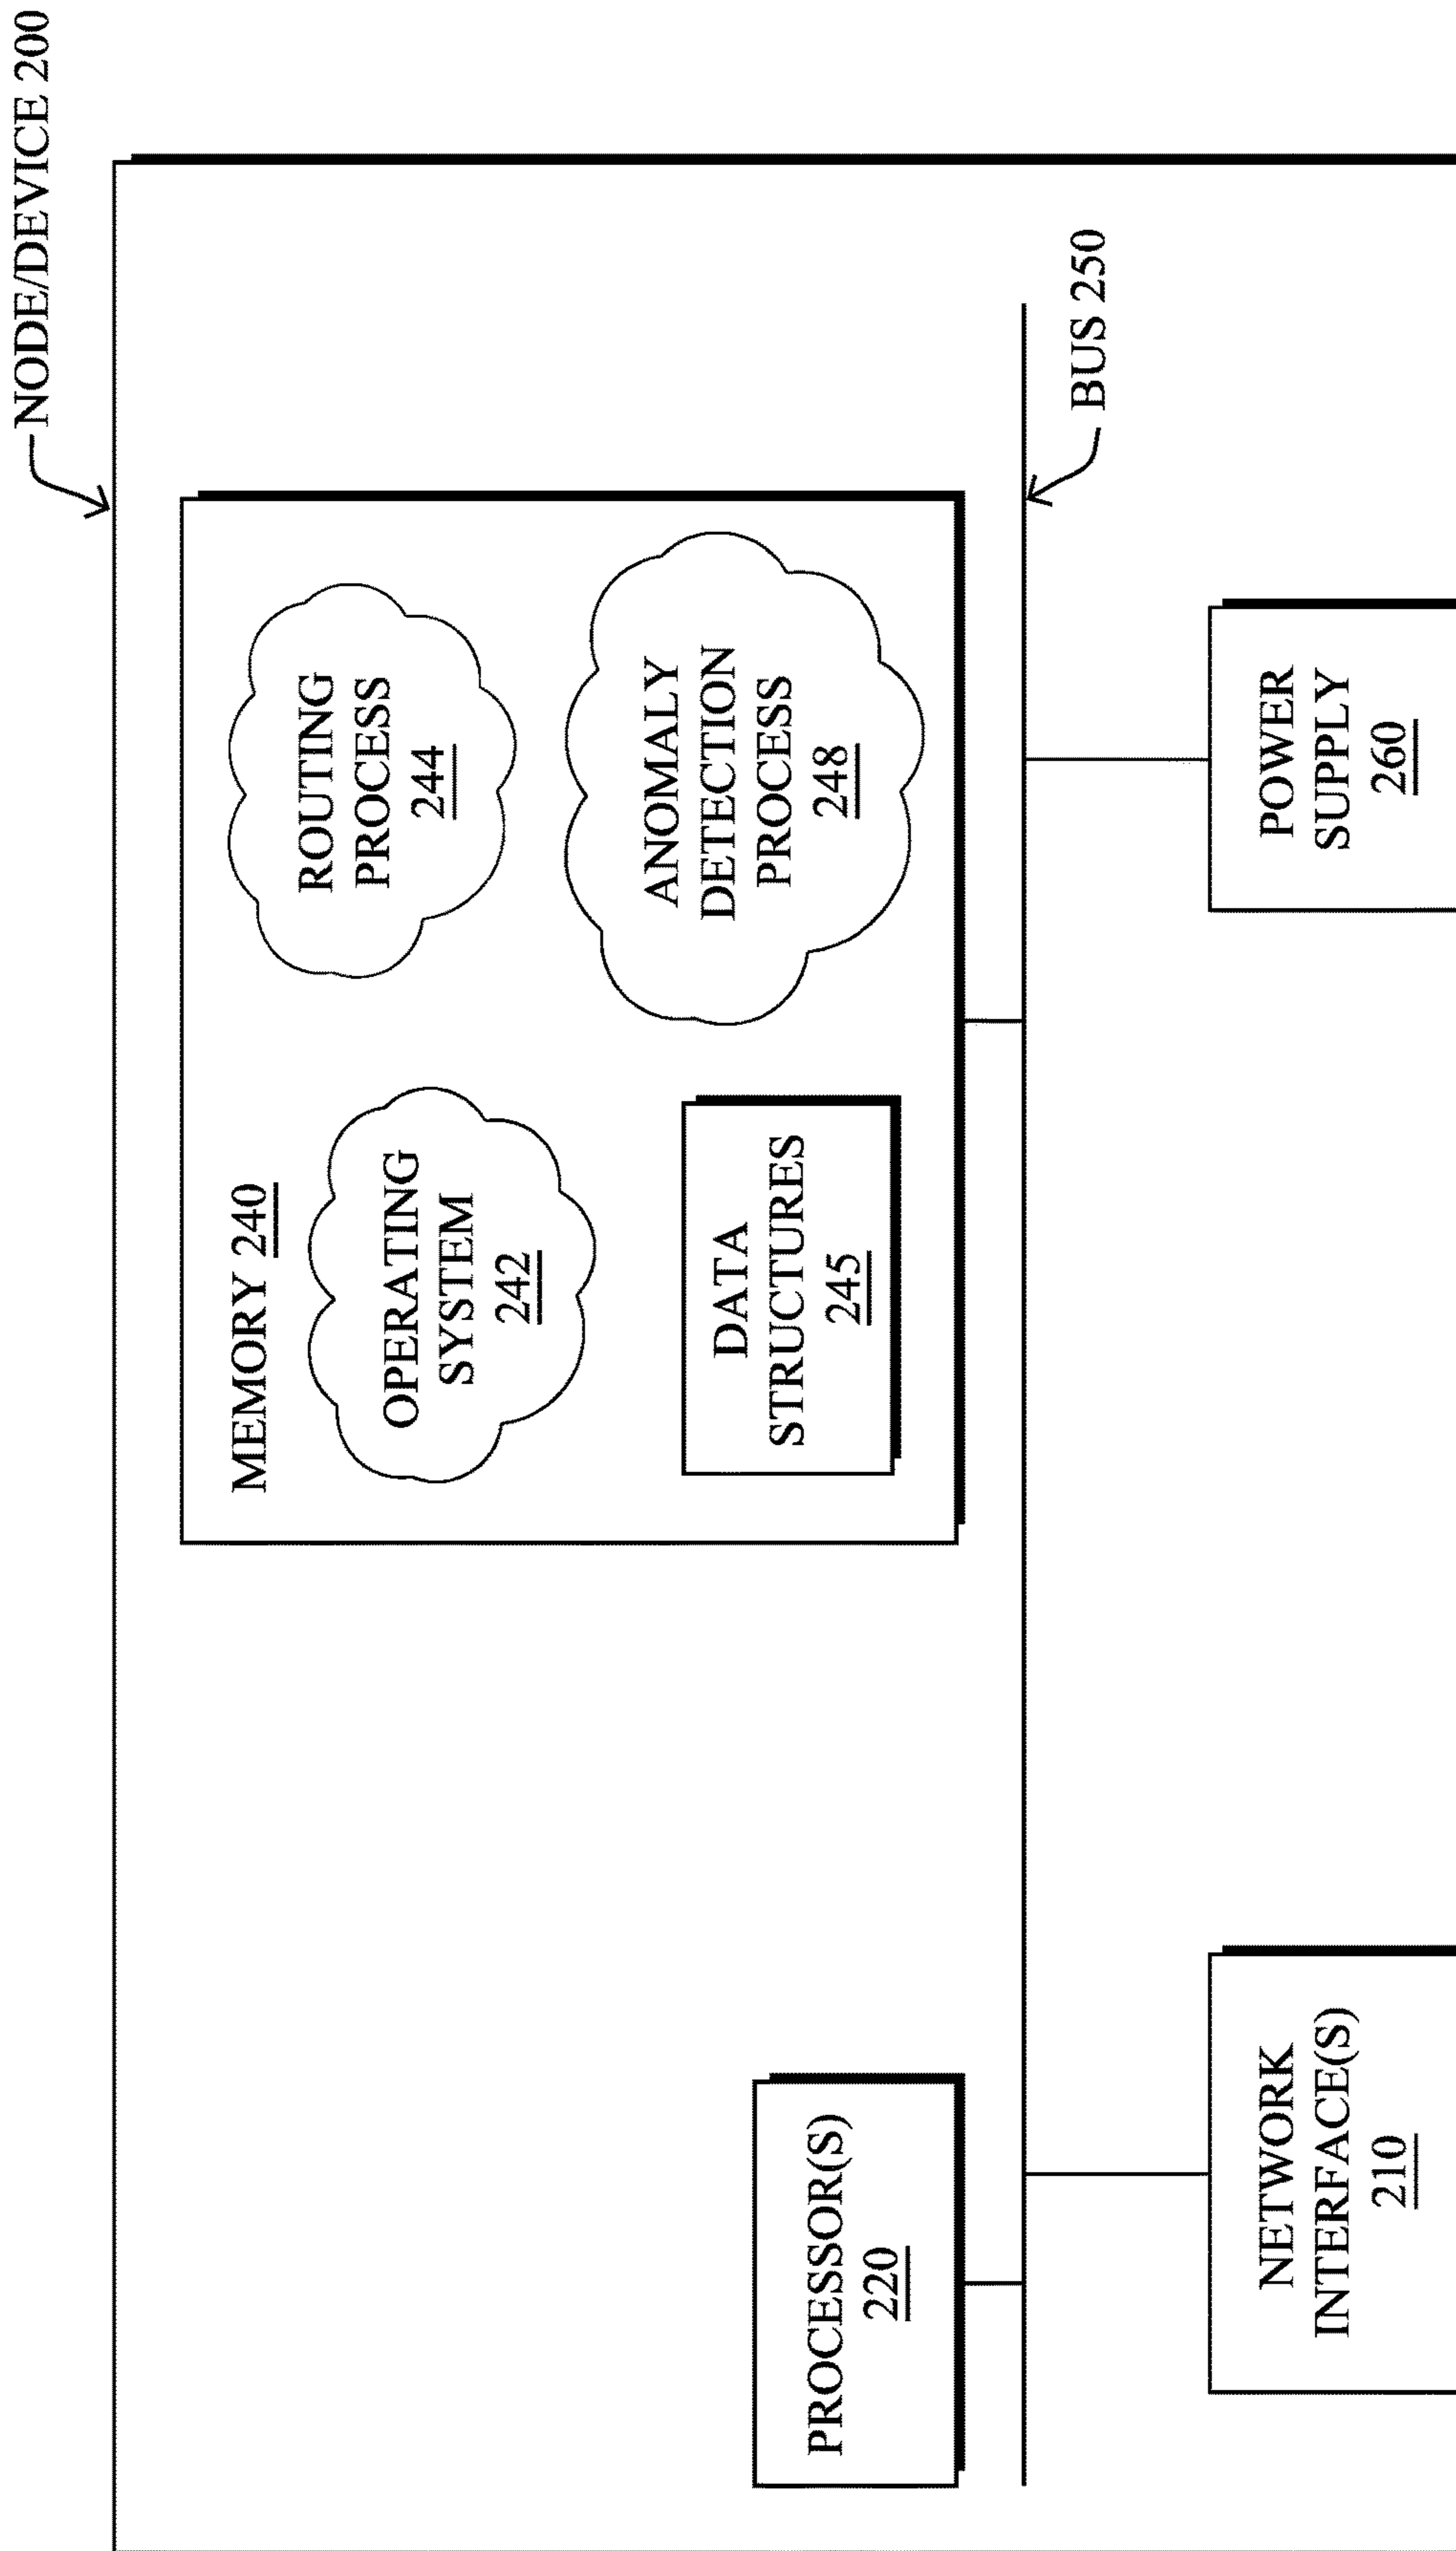 NODE/DEVICE 200
MEMORY 240
OPERATING
SYSTEM
242
ROUTING
PROCESS
244
DATA
STRUCTURES
245
ANOMALY
DETECTION
PROCESS
248
PROCESSOR(S)
220
BUS 250
NETWORK
INTERFACE(S)
210
POWER
SUPPLY
260